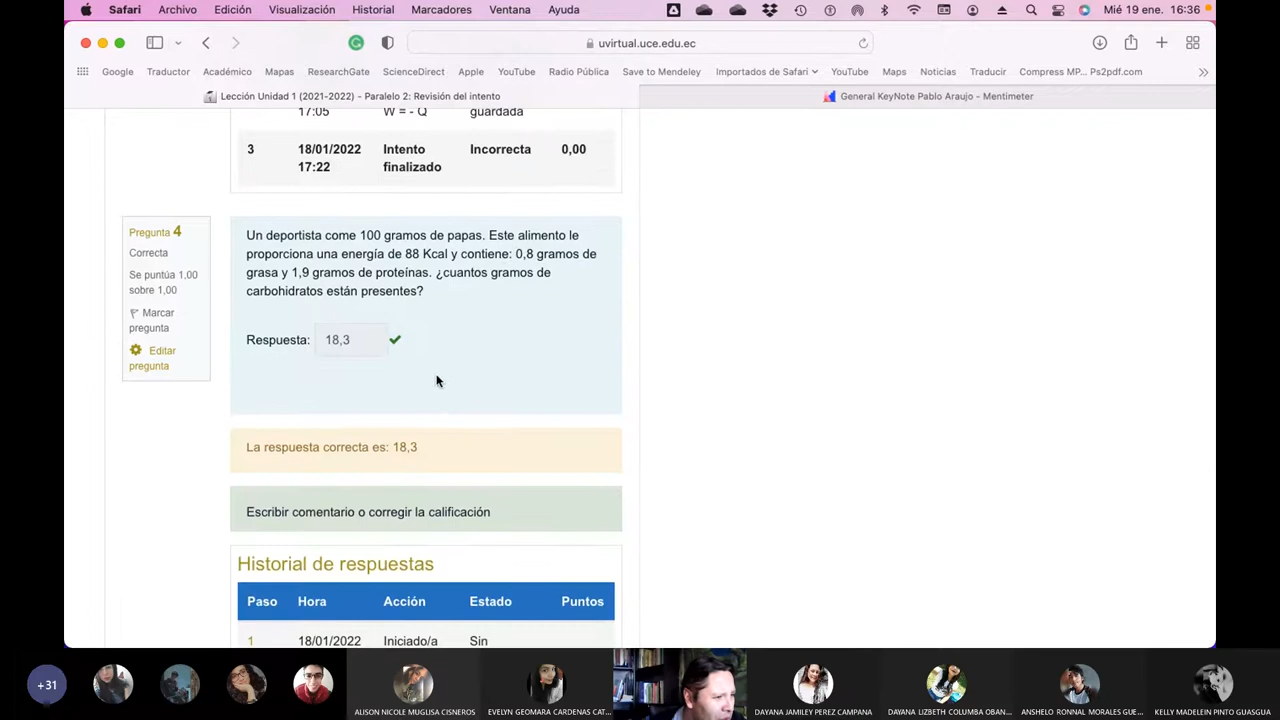 Safari Archivo Edición Visualización Historial Marcadores Ventana Ayuda Mié 19 ene. 16:36
uvirtual.uce.edu.ec
Google Traductor Académico Mapas ResearchGate ScienceDirect Apple YouTube Radio Pública Save to Mendeley Importados de Safari YouTube Maps Noticias Traducir Compress MP... Ps2pdf.com
Lección Unidad 1 (2021-2022) - Paralelo 2: Revisión del intento
General KeyNote Pablo Araujo - Mentimeter
17:05 W = - Q guardada
3 18/01/2022 Intento Incorrecta 0,00
17:22 finalizado
Pregunta 4
Correcta
Se puntúa 1,00
sobre 1,00
Marcar
pregunta
Editar
pregunta
Un deportista come 100 gramos de papas. Este alimento le
proporciona una energía de 88 Kcal y contiene: 0,8 gramos de
grasa y 1,9 gramos de proteínas. ¿cuantos gramos de
carbohidratos están presentes?
Respuesta: 18,3
La respuesta correcta es: 18,3
Escribir comentario o corregir la calificación
Historial de respuestas
Paso Hora Acción Estado Puntos
1 18/01/2022 Iniciado/a Sin
+31
ALISON NICOLE MUGLISA CISNEROS
EVELYN GEOMARA CARDENAS CAT...
DAYANA JAMILEY PEREZ CAMPANA
DAYANA LIZBETH COLUMBA OBAN...
ANSHELO RONNAL MORALES GUE...
KELLY MADELEIN PINTO GUASGUA